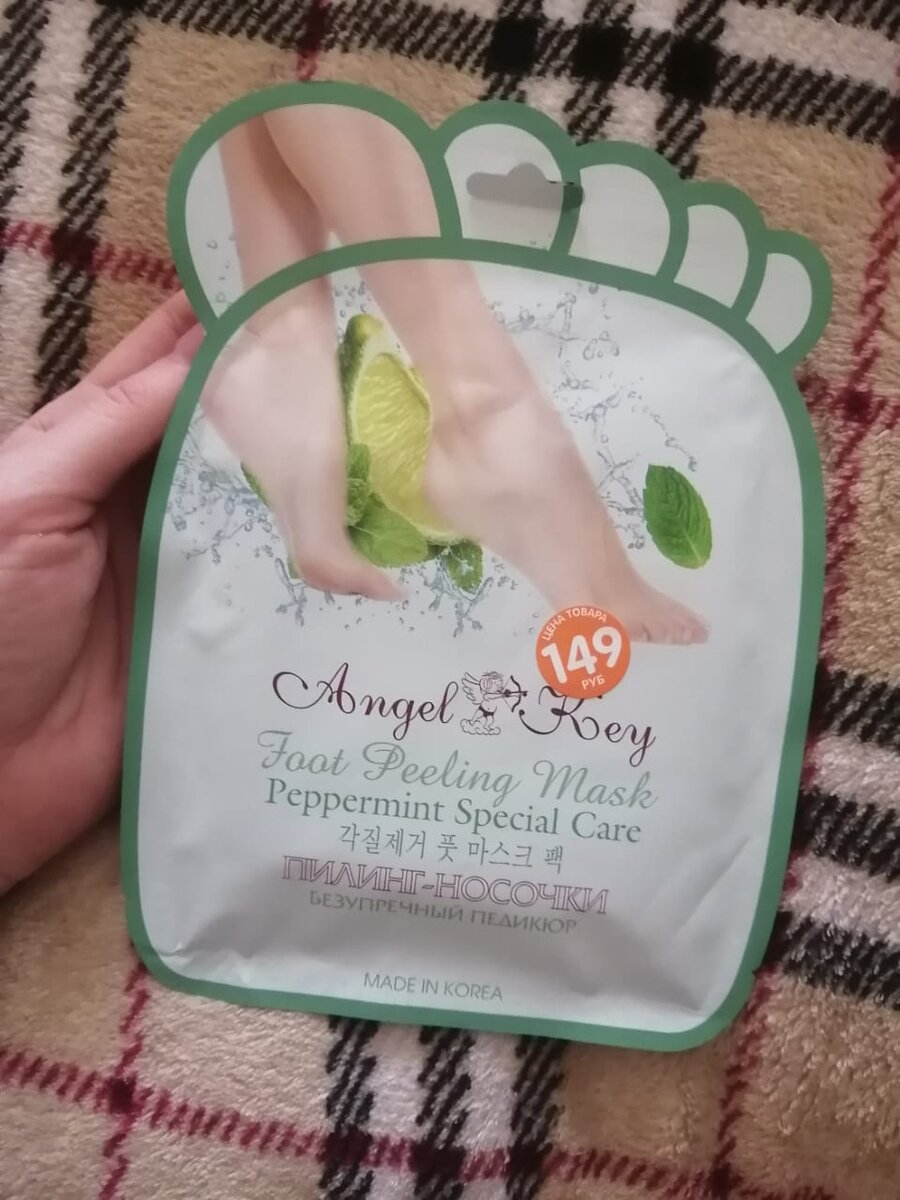 ЦЕНА ТОВАРА
149
РУБ
Angel Key
Foot Peeling Mask
Peppermint Special Care
각질제거 풋 마스크 팩
ПИЛИНГ-НОСОЧКИ
БЕЗУПРЕЧНЫЙ ПЕДИКЮР
MADE IN KOREA